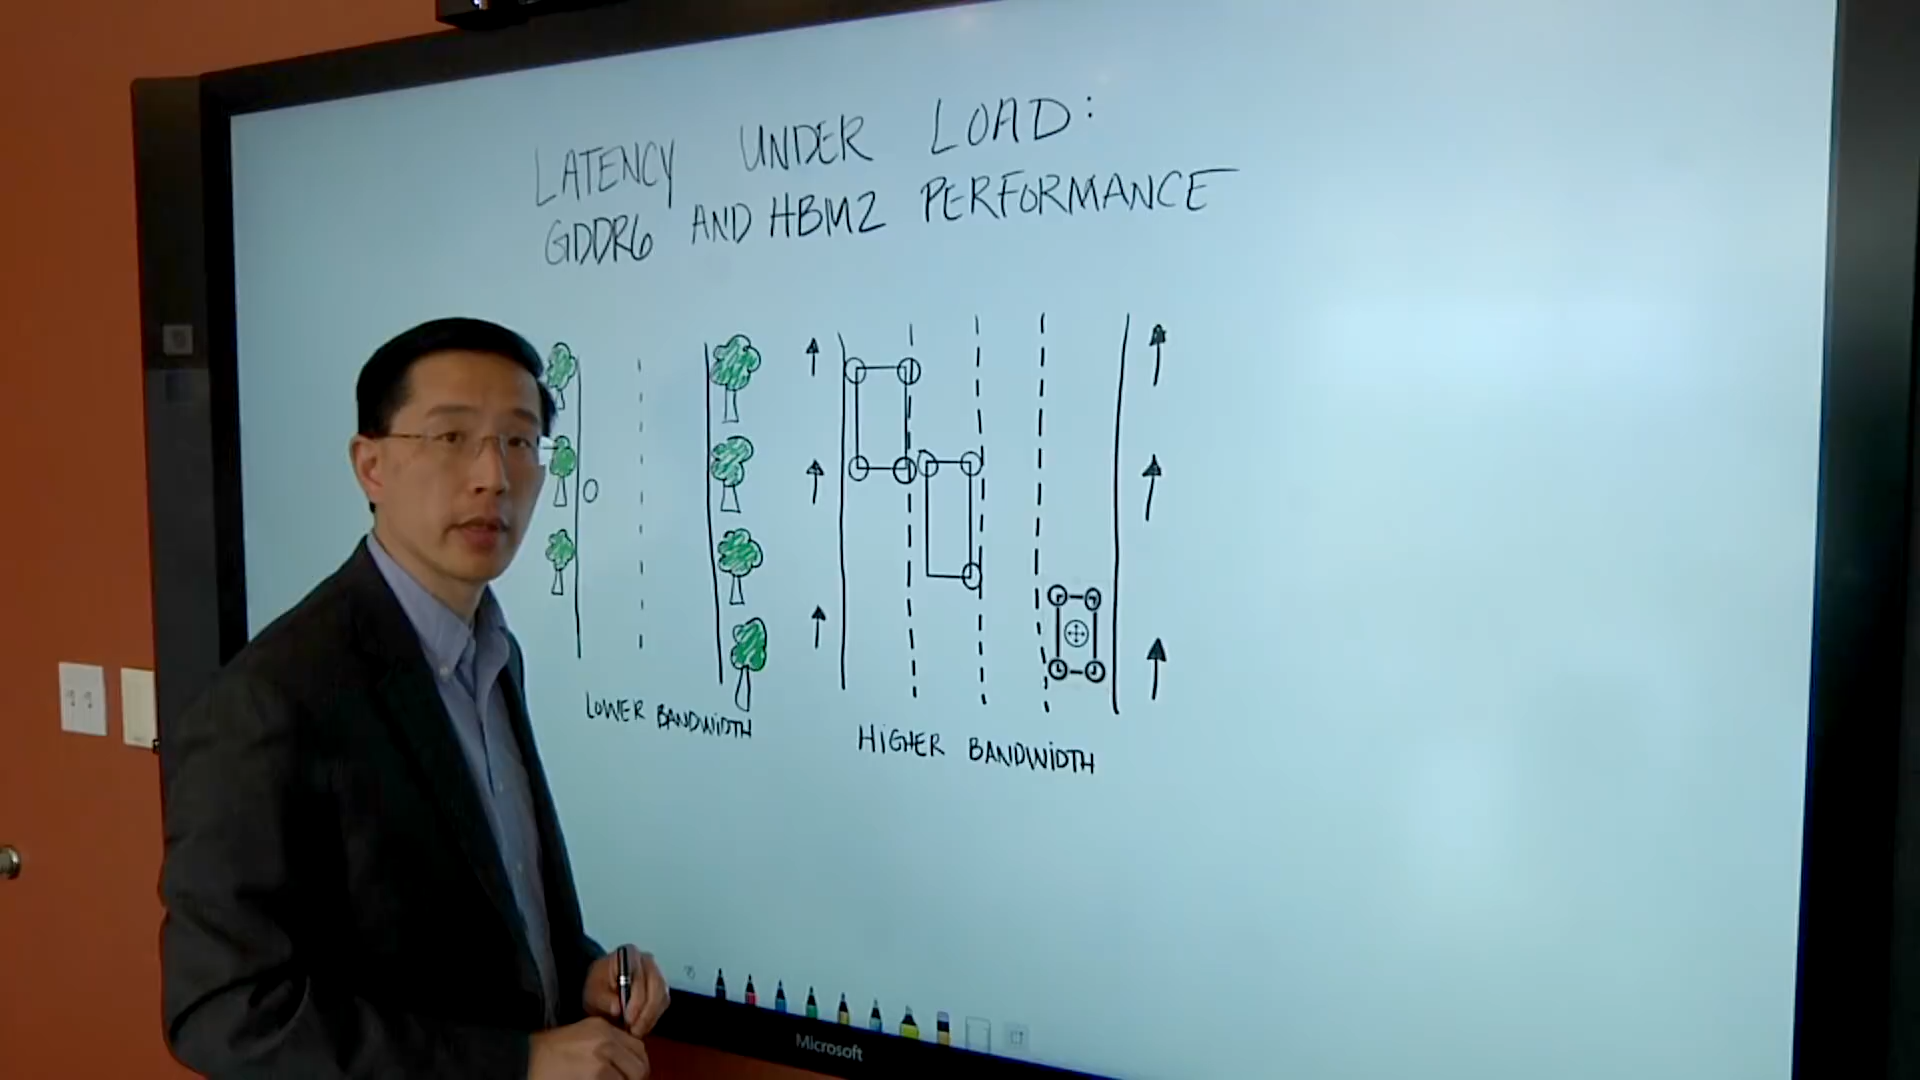 LATENCY UNDER LOAD:
GDDR6 AND HBM2 PERFORMANCE
LOWER BANDWIDTH
HIGHER BANDWIDTH
Microsoft